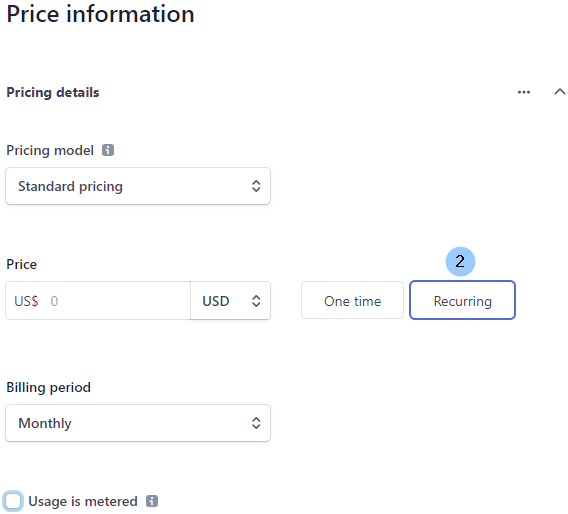 Price information
Pricing details
Pricing model
Standard pricing
Price
2
US$ 0 USD One time Recurring
Billing period
Monthly
Usage is metered